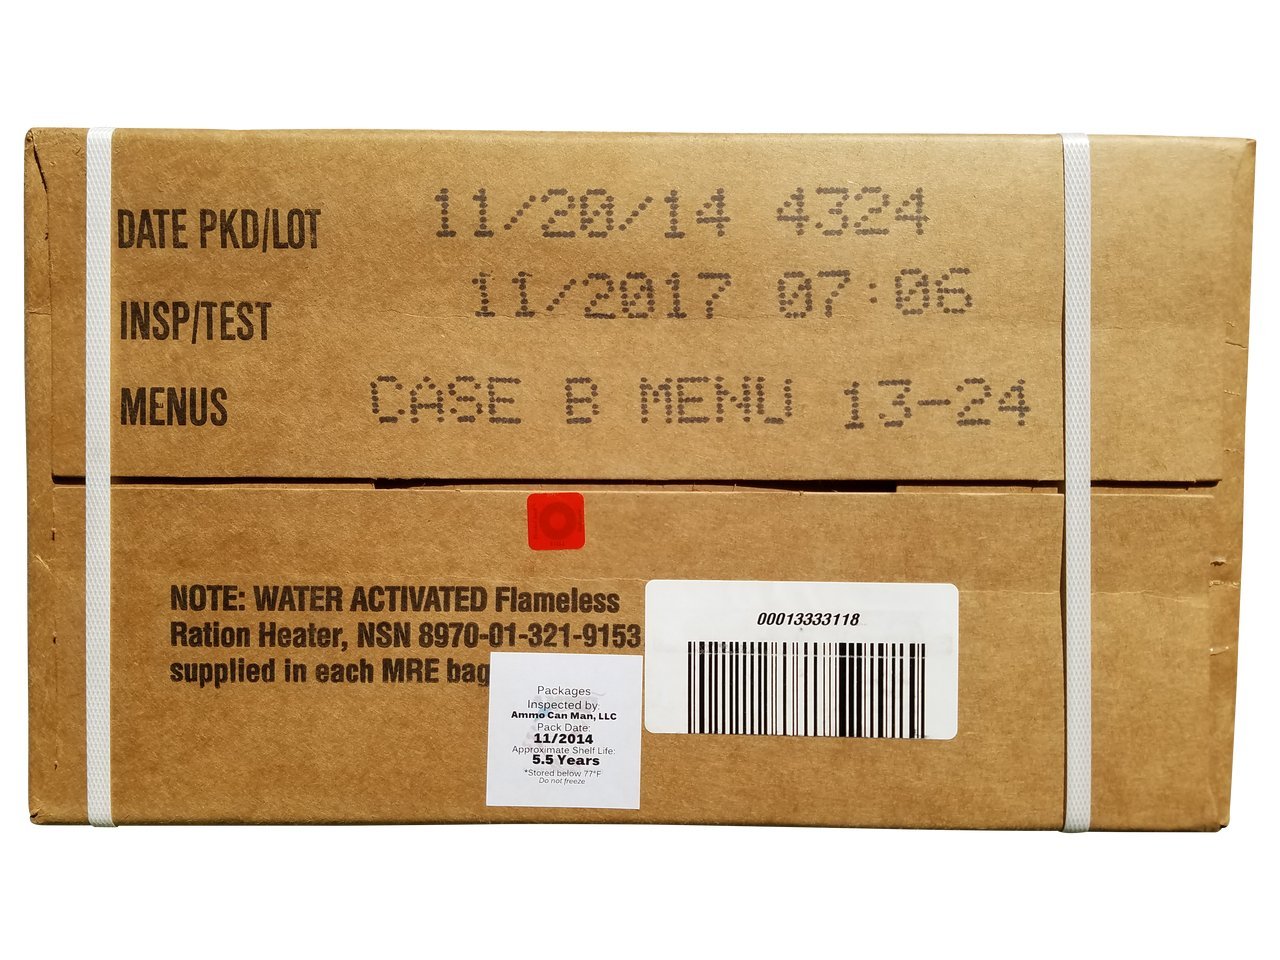 DATE PKD/LOT 11/20/14 4324
INSP/TEST 11/2017 07:06
MENUS CASE B MENU 13-24
NOTE: WATER ACTIVATED Flameless
Ration Heater, NSN 8970-01-321-9153
supplied in each MRE bag
00013333118
Packages
Inspected by:
Ammo Can Man, LLC
Pack Date:
11/2014
Approximate Shelf Life:
5.5 Years
*Stored below 77°F
Do not freeze